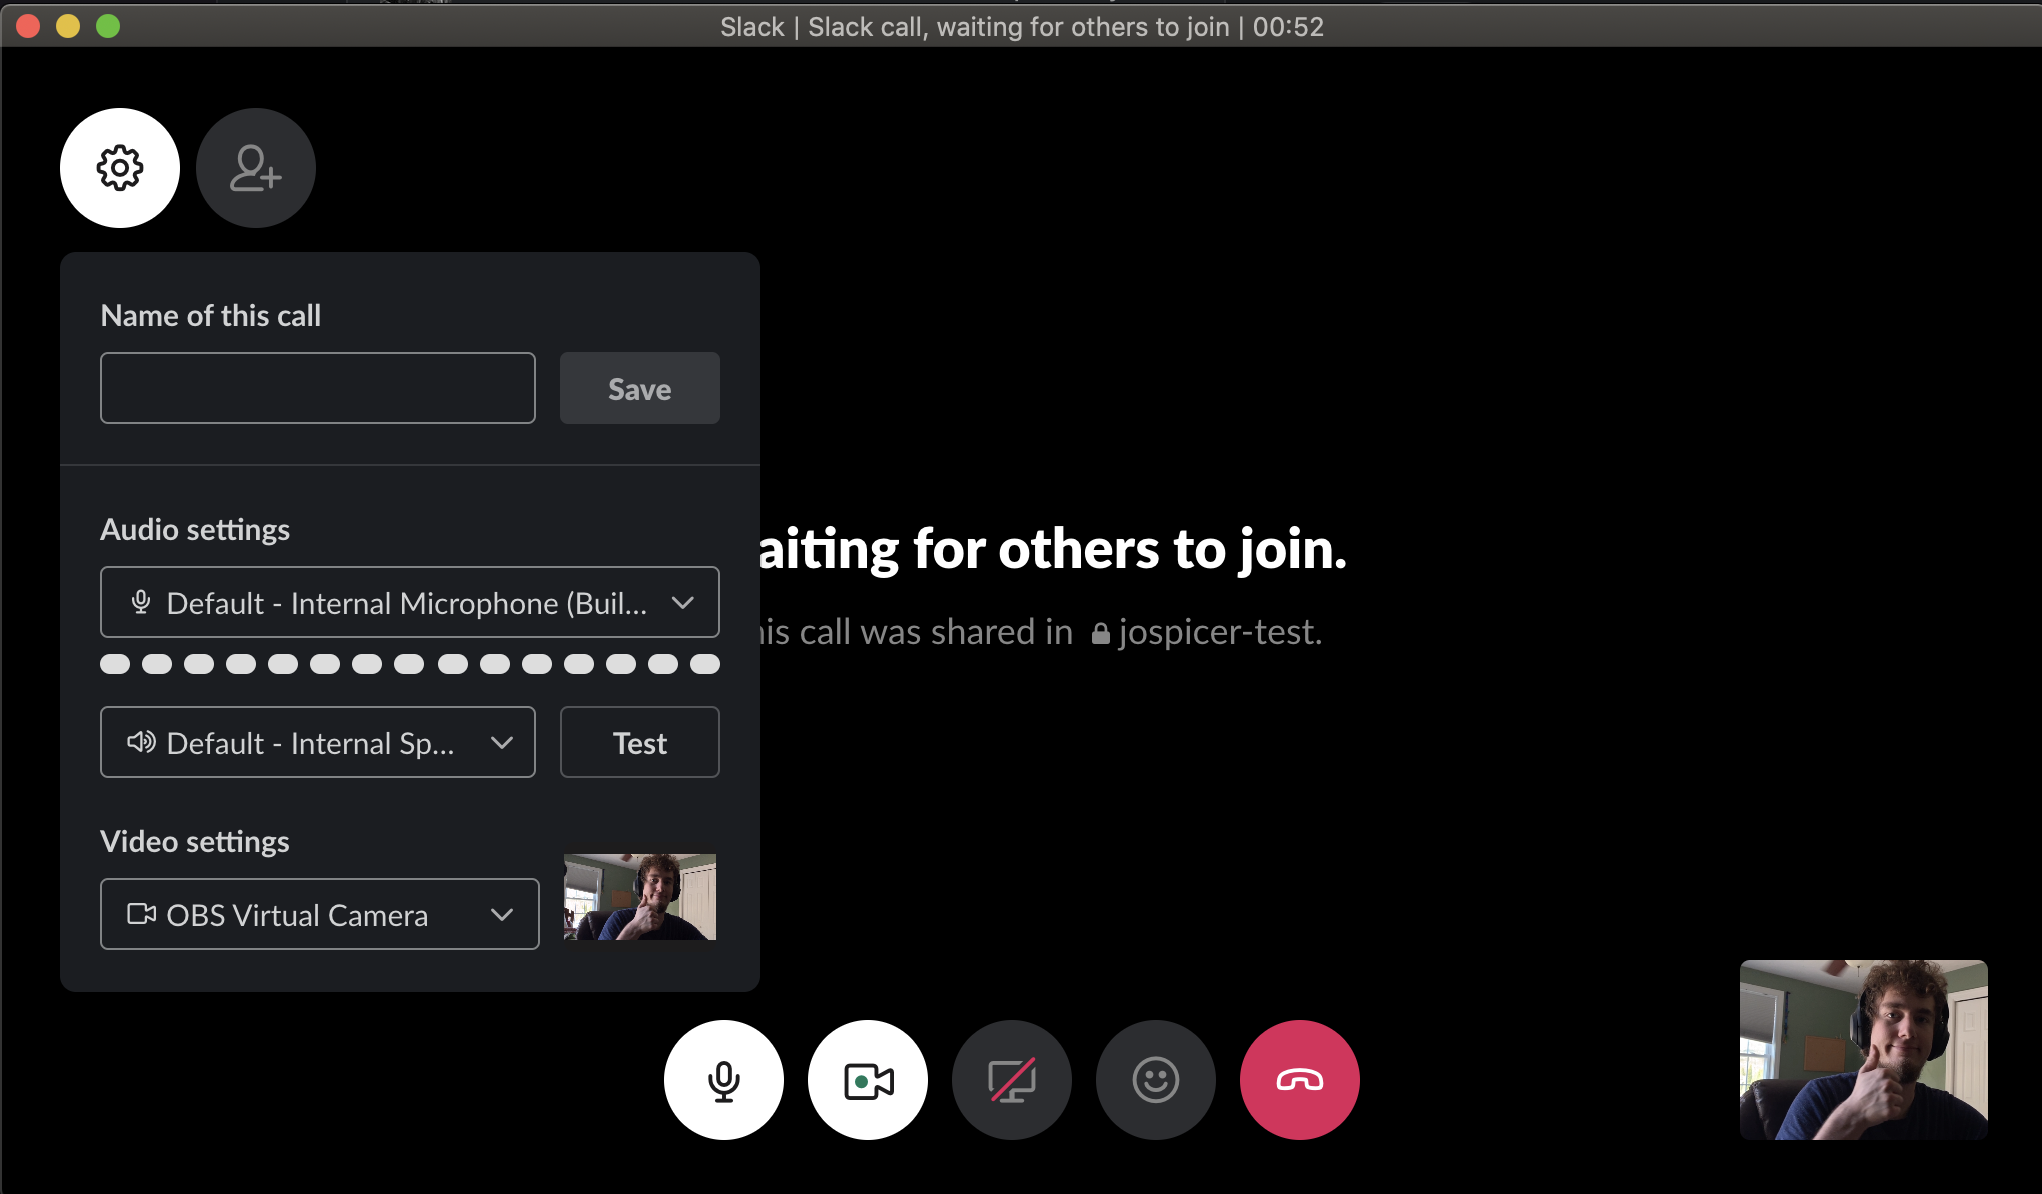 Slack | Slack call, waiting for others to join | 00:52
Name of this call
Save
Audio settings
Default - Internal Microphone (Buil...
Default - Internal Sp...
Test
Video settings
OBS Virtual Camera
aiting for others to join.
his call was shared in jospicer-test.